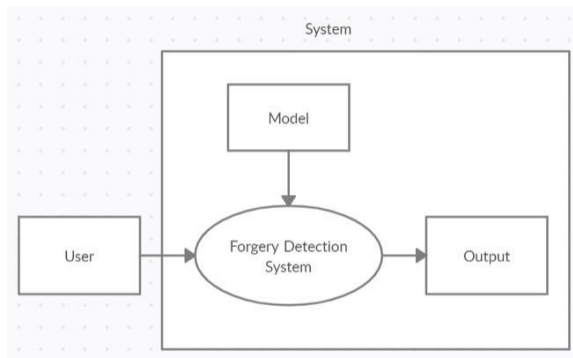 System
Model
User
Forgery Detection
System
Output